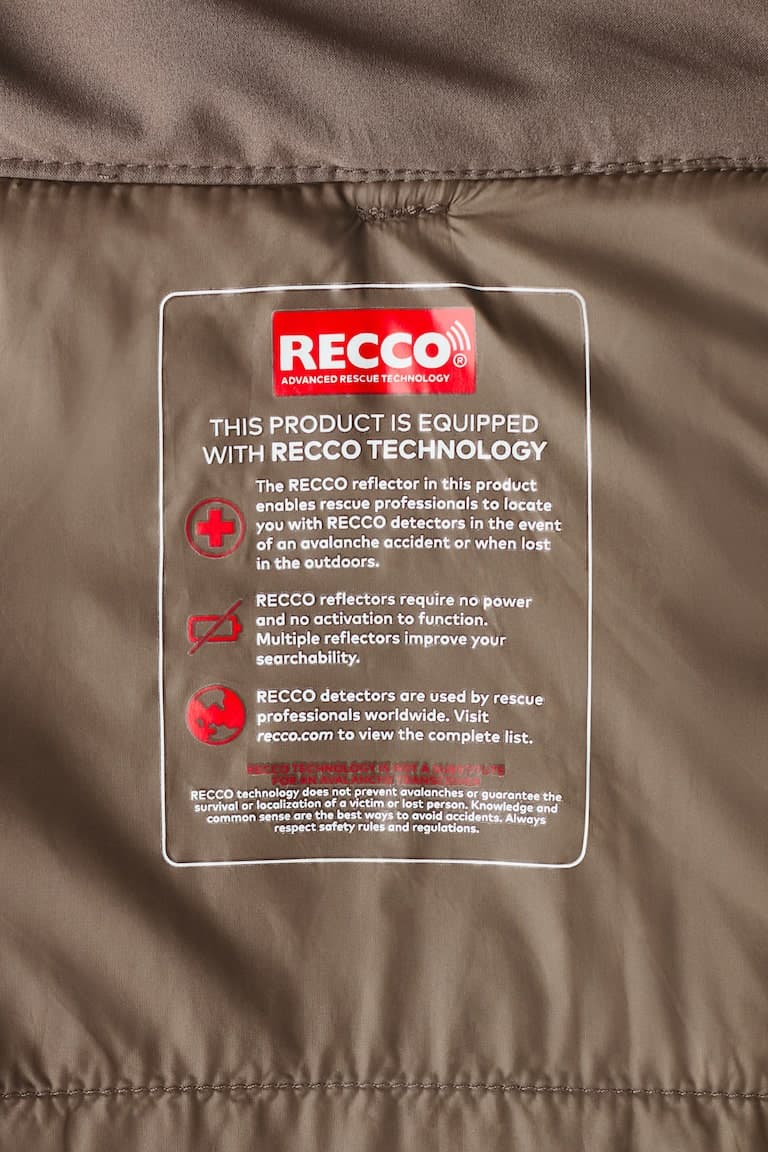 RECCO®
ADVANCED RESCUE TECHNOLOGY
THIS PRODUCT IS EQUIPPED
WITH RECCO TECHNOLOGY
The RECCO reflector in this product
enables rescue professionals to locate
you with RECCO detectors in the event
of an avalanche accident or when lost
in the outdoors.
RECCO reflectors require no power
and no activation to function.
Multiple reflectors improve your
searchability.
RECCO detectors are used by rescue
professionals worldwide. Visit
recco.com to view the complete list.
RECCO TECHNOLOGY IS NOT A SUBSTITUTE
FOR AN AVALANCHE TRANSCEIVER
RECCO technology does not prevent avalanches or guarantee the
survival or localization of a victim or lost person. Knowledge and
common sense are the best ways to avoid accidents. Always
respect safety rules and regulations.